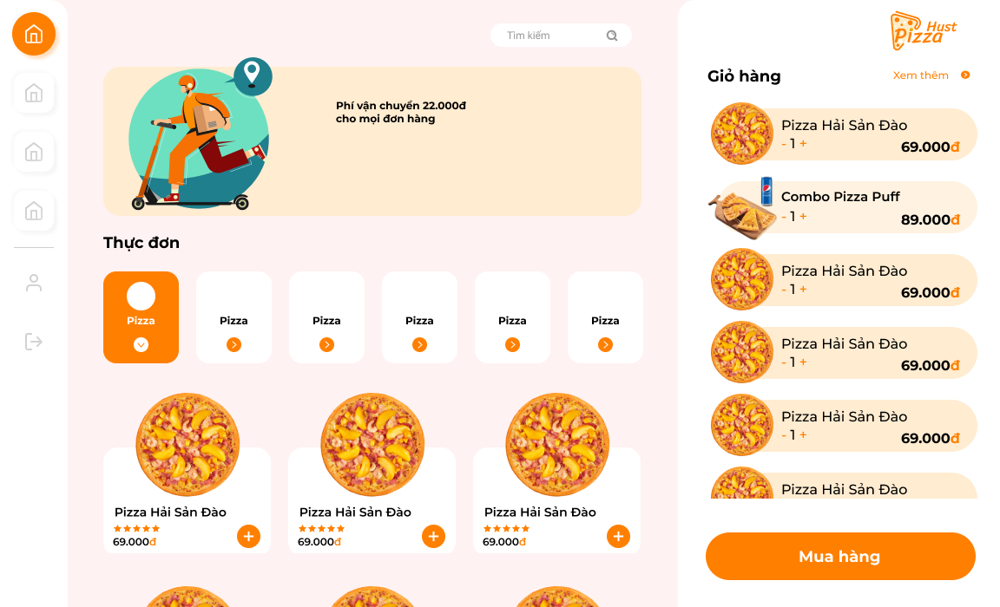 Tìm kiếm
Hust
Pizza
Phí vận chuyển 22.000đ
cho mọi đơn hàng
Thực đơn
Pizza
Pizza
Pizza
Pizza
Pizza
Pizza
Pizza Hải Sản Đào
69.000đ
+
Pizza Hải Sản Đào
69.000đ
+
Pizza Hải Sản Đào
69.000đ
+
Giỏ hàng
Xem thêm
Pizza Hải Sản Đào
- 1 +
69.000đ
Combo Pizza Puff
- 1 +
89.000đ
Pizza Hải Sản Đào
- 1 +
69.000đ
Pizza Hải Sản Đào
- 1 +
69.000đ
Pizza Hải Sản Đào
- 1 +
69.000đ
Pizza Hải Sản Đào
Mua hàng